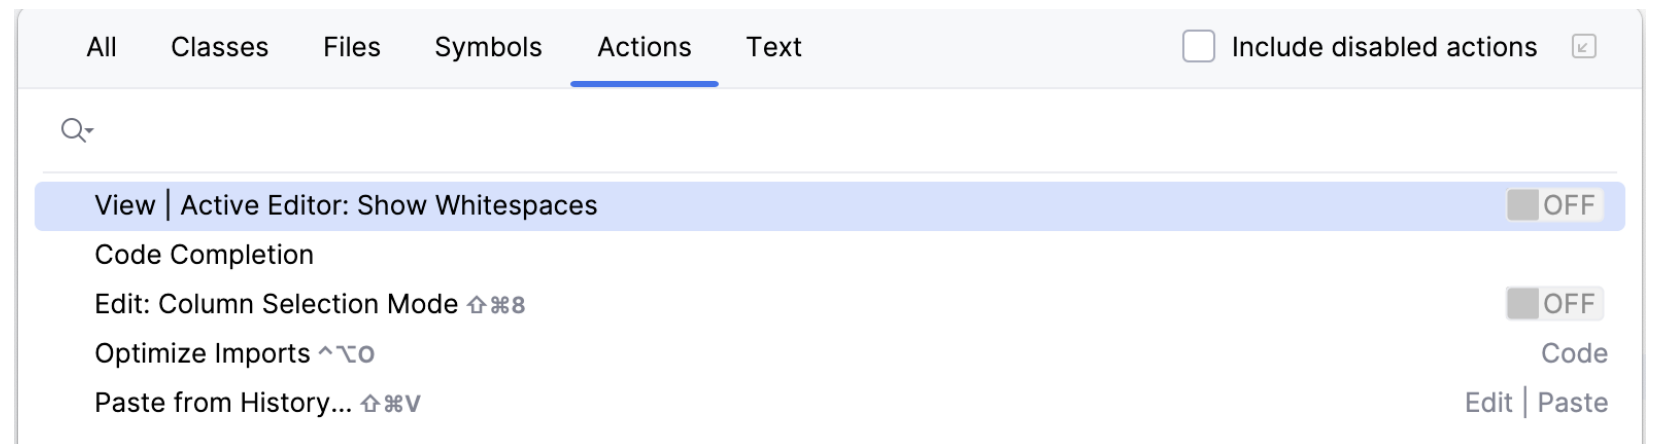 All Classes Files Symbols Actions Text Include disabled actions
View | Active Editor: Show Whitespaces OFF
Code Completion
Edit: Column Selection Mode ⇧⌘8 OFF
Optimize Imports ^⌥O Code
Paste from History... ⇧⌘V Edit | Paste